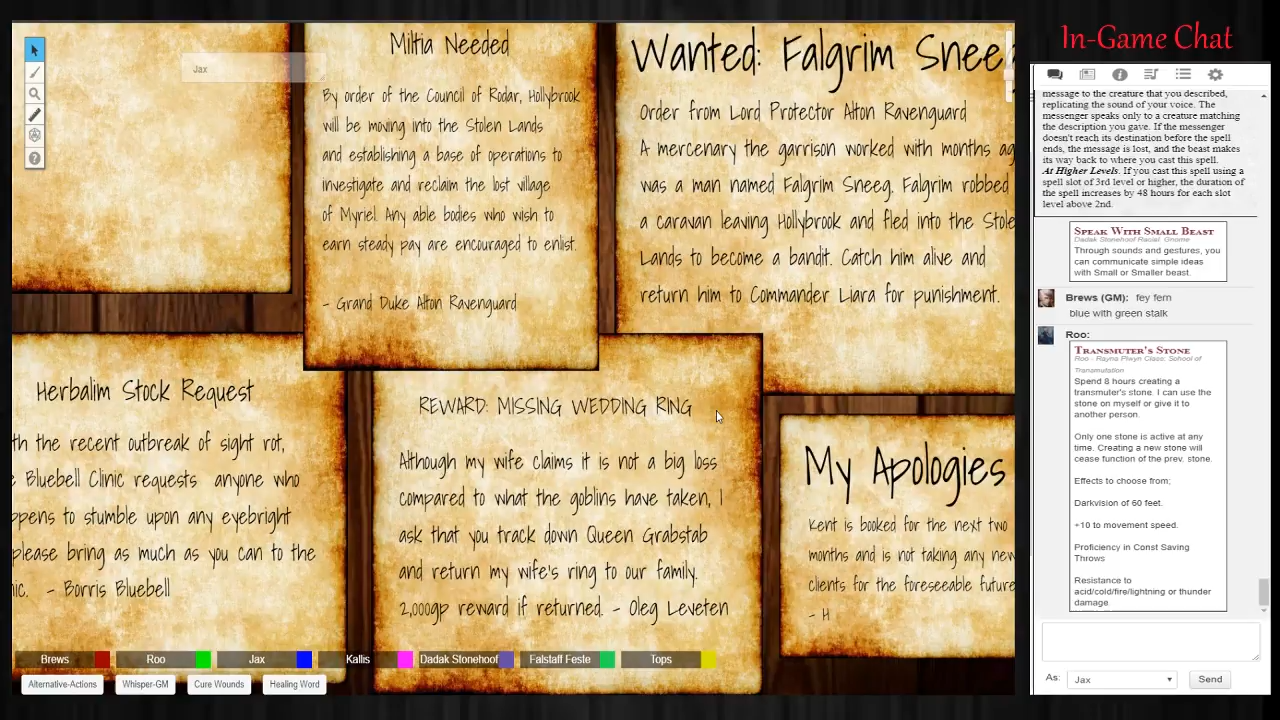 In-Game Chat
Jax
Miltia Needed
By order of the Council of Rodar, Hollybrook
will be moving into the Stolen Lands
and establishing a base of operations to
investigate and reclaim the lost village
of Myriel. Any able bodies who wish to
earn steady pay are encouraged to enlist.
- Grand Duke Alton Ravenguard
Wanted: Falgrim Snee
Order from Lord Protector Alton Ravenguard
A mercenary the garrison worked with months ag
was a man named Falgrim Sneeg. Falgrim robbed
a caravan leaving Hollybrook and fled into the Stole
Lands to become a bandit. Catch him alive and
return him to Commander Liara for punishment.
Herbalim Stock Request
th the recent outbreak of sight rot,
e Bluebell Clinic requests anyone who
ppens to stumble upon any eyebright
please bring as much as you can to the
nic. - Borris Bluebell
REWARD: MISSING WEDDING RING
Although my wife claims it is not a big loss
compared to what the goblins have taken, I
ask that you track down Queen Grabstab
and return my wife's ring to our family.
2,000gp reward if returned. - Oleg Leveten
My Apologies
Kent is booked for the next two
months and is not taking any new
clients for the foreseeable future
- H
Brews
Roo
Jax
Kallis
Dadak Stonehoof
Falstaff Feste
Tops
Alternative-Actions
Whisper-GM
Cure Wounds
Healing Word
message to the creature that you described,
replicating the sound of your voice. The
messenger speaks only to a creature matching
the description you gave. If the messenger
doesn't reach its destination before the spell
ends, the message is lost, and the beast makes
its way back to where you cast this spell.
At Higher Levels. If you cast this spell using a
spell slot of 3rd level or higher, the duration of
the spell increases by 48 hours for each slot
level above 2nd.
Speak With Small Beast
Dadak Stonehoof Racial: Gnome
Through sounds and gestures, you
can communicate simple ideas
with Small or Smaller beast.
Brews (GM): fey fern
blue with green stalk
Roo:
Transmuter's Stone
Roo - Rayna Plwyn Class: School of
Transmutation
Spend 8 hours creating a
transmuter's stone. I can use the
stone on myself or give it to
another person.
Only one stone is active at any
time. Creating a new stone will
cease function of the prev. stone.
Effects to choose from;
Darkvision of 60 feet.
+10 to movement speed.
Proficiency in Const Saving
Throws
Resistance to
acid/cold/fire/lightning or thunder
damage
As:
Jax
Send